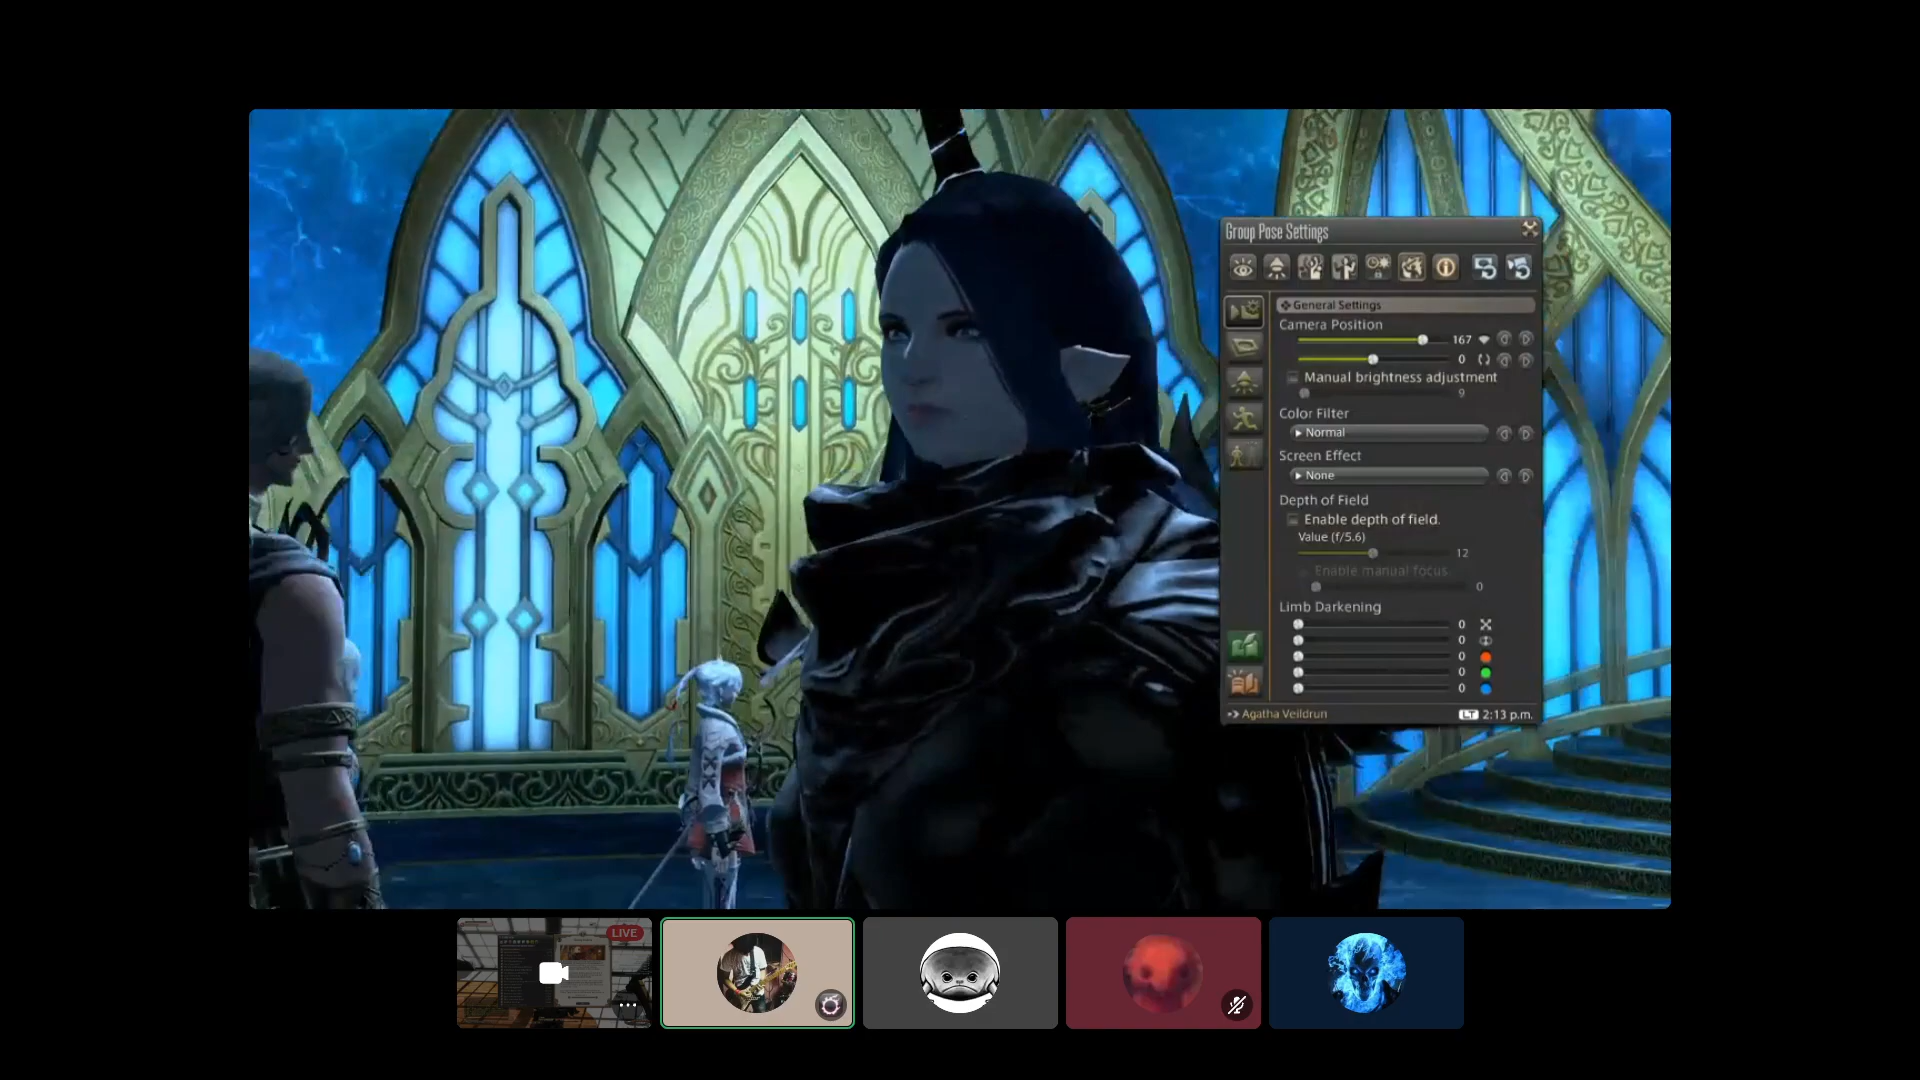 Group Pose Settings
General Settings
Camera Position
167
0
Manual brightness adjustment
9
Color Filter
Normal
Screen Effect
None
Depth of Field
Enable depth of field.
Value (f/5.6)
12
Enable manual focus.
0
Limb Darkening
0
0
0
0
0
Agatha Veildrun
LT 2:13 p.m.
LIVE